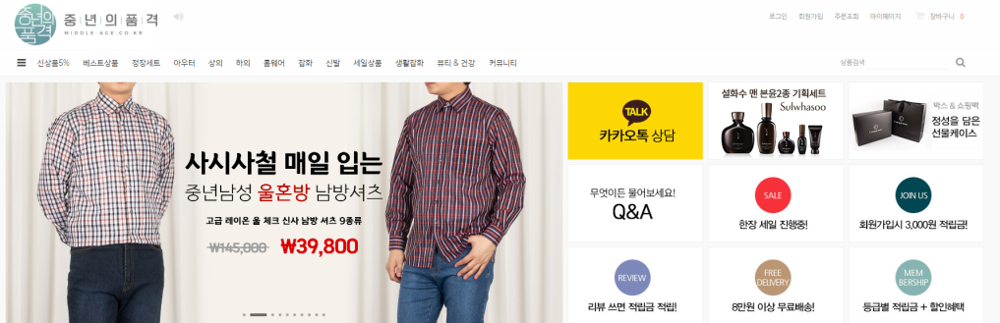 중년의품격
중|년|의|품|격
MIDDLE-AGE.CO.KR
로그인 회원가입 주문조회 마이페이지 장바구니 0
신상품5% 베스트상품 정장세트 아우터 상의 하의 홈웨어 잡화 신발 세일상품 생활잡화 뷰티 & 건강 커뮤니티
상품검색
사시사철 매일 입는
중년남성 울혼방 남방셔츠
고급 레이온 울 체크 신사 남방 셔츠 9종류
₩145,000 ₩39,800
TALK
카카오톡 상담
설화수 맨 본윤2종 기획세트
Sulwhasoo
박스 & 쇼핑백
정성을 담은
선물케이스
무엇이든 물어보세요!
Q&A
SALE
한장 세일 진행중!
JOIN US
회원가입시 3,000원 적립금!
REVIEW
리뷰 쓰면 적립금 적립!
FREE
DELIVERY
8만원 이상 무료배송!
MEM
BERSHIP
등급별 적립금 + 할인혜택